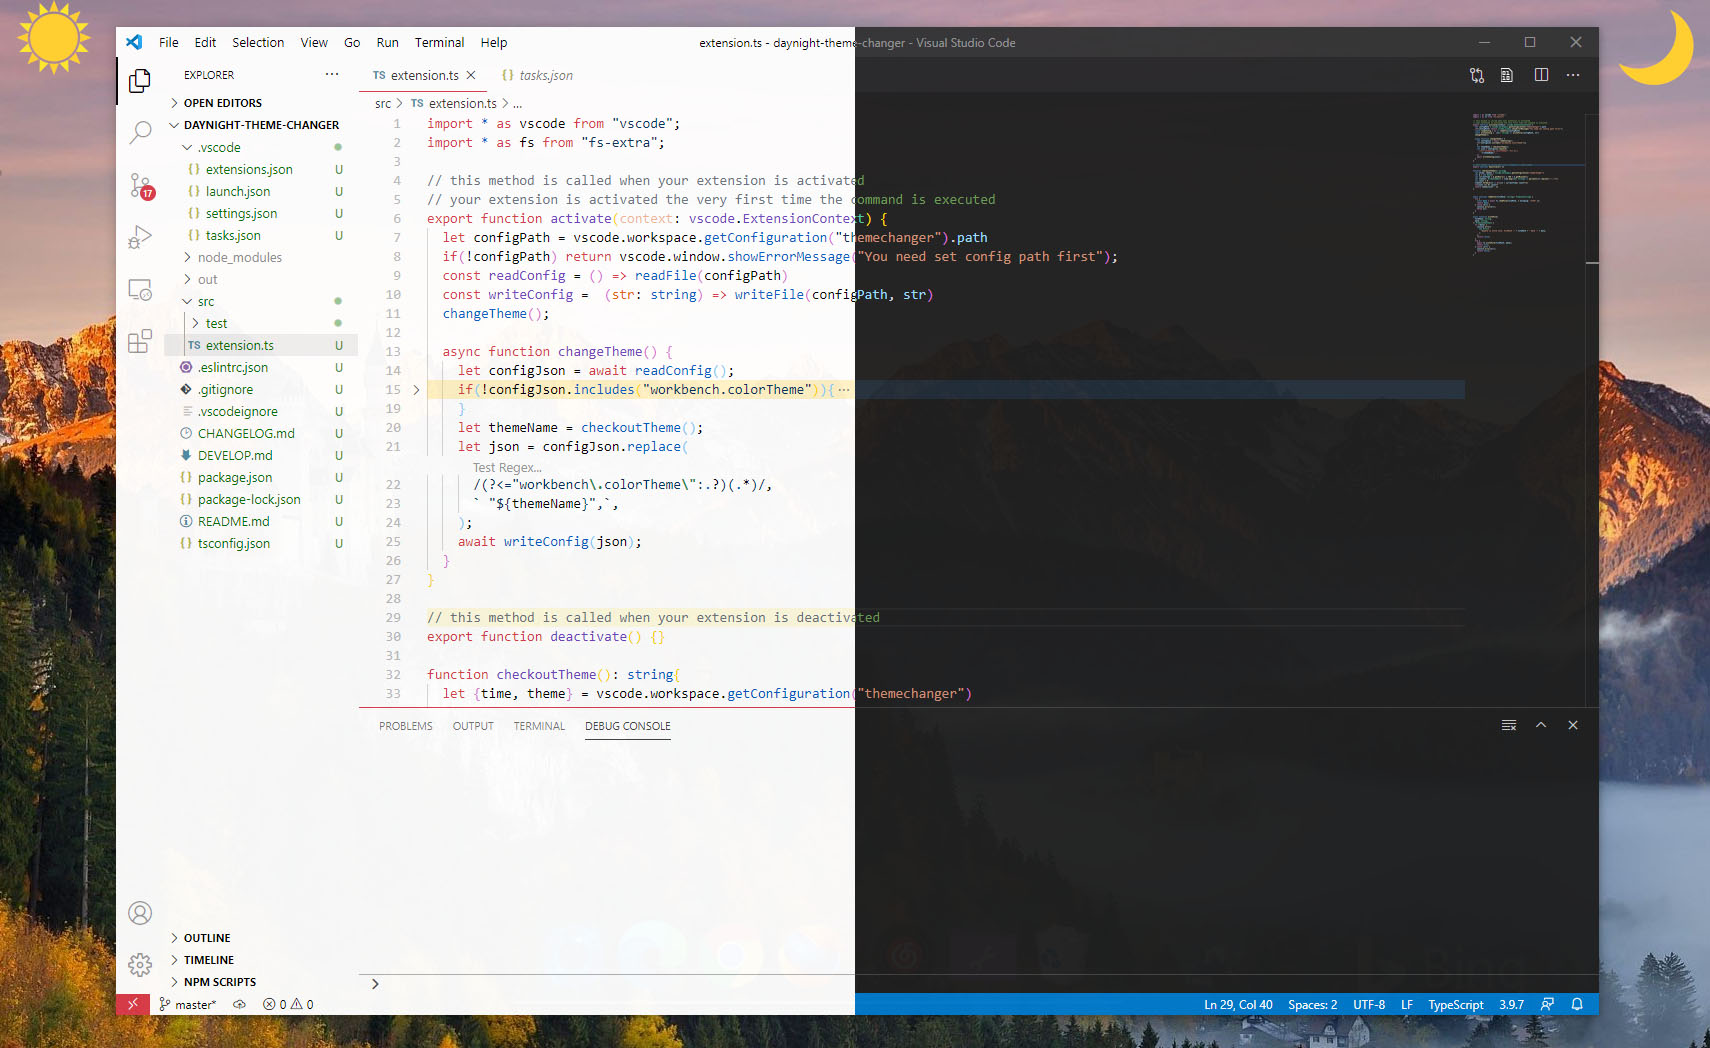 File Edit Selection View Go Run Terminal Help
extension.ts - daynight-theme-changer - Visual Studio Code
EXPLORER
OPEN EDITORS
DAYNIGHT-THEME-CHANGER
.vscode
extensions.json U
launch.json U
settings.json U
tasks.json U
node_modules
out
src
test
TS extension.ts U
.eslintrc.json U
.gitignore U
.vscodeignore U
CHANGELOG.md U
DEVELOP.md U
package.json U
package-lock.json U
README.md U
tsconfig.json U
17
OUTLINE
TIMELINE
NPM SCRIPTS
TS extension.ts {} tasks.json
src > TS extension.ts > ...
1 import * as vscode from "vscode";
2 import * as fs from "fs-extra";
3
4 // this method is called when your extension is activated
5 // your extension is activated the very first time the command is executed
6 export function activate(context: vscode.ExtensionContext) {
7 let configPath = vscode.workspace.getConfiguration("themechanger").path
8 if(!configPath) return vscode.window.showErrorMessage("You need set config path first");
9 const readConfig = () => readFile(configPath)
10 const writeConfig =  (str: string) => writeFile(configPath, str)
11 changeTheme();
12
13 async function changeTheme() {
14 let configJson = await readConfig();
15 if(!configJson.includes("workbench.colorTheme")){ ...
19 }
20 let themeName = checkoutTheme();
21 let json = configJson.replace(
Test Regex...
22 /(?<="workbench\.colorTheme\":.?)(.*)/,
23 ` "${themeName}",`,
24 );
25 await writeConfig(json);
26 }
27 }
28
29 // this method is called when your extension is deactivated
30 export function deactivate() {}
31
32 function checkoutTheme(): string{
33 let {time, theme} = vscode.workspace.getConfiguration("themechanger")
PROBLEMS OUTPUT TERMINAL DEBUG CONSOLE
master* 0 0
Ln 29, Col 40 Spaces: 2 UTF-8 LF TypeScript 3.9.7